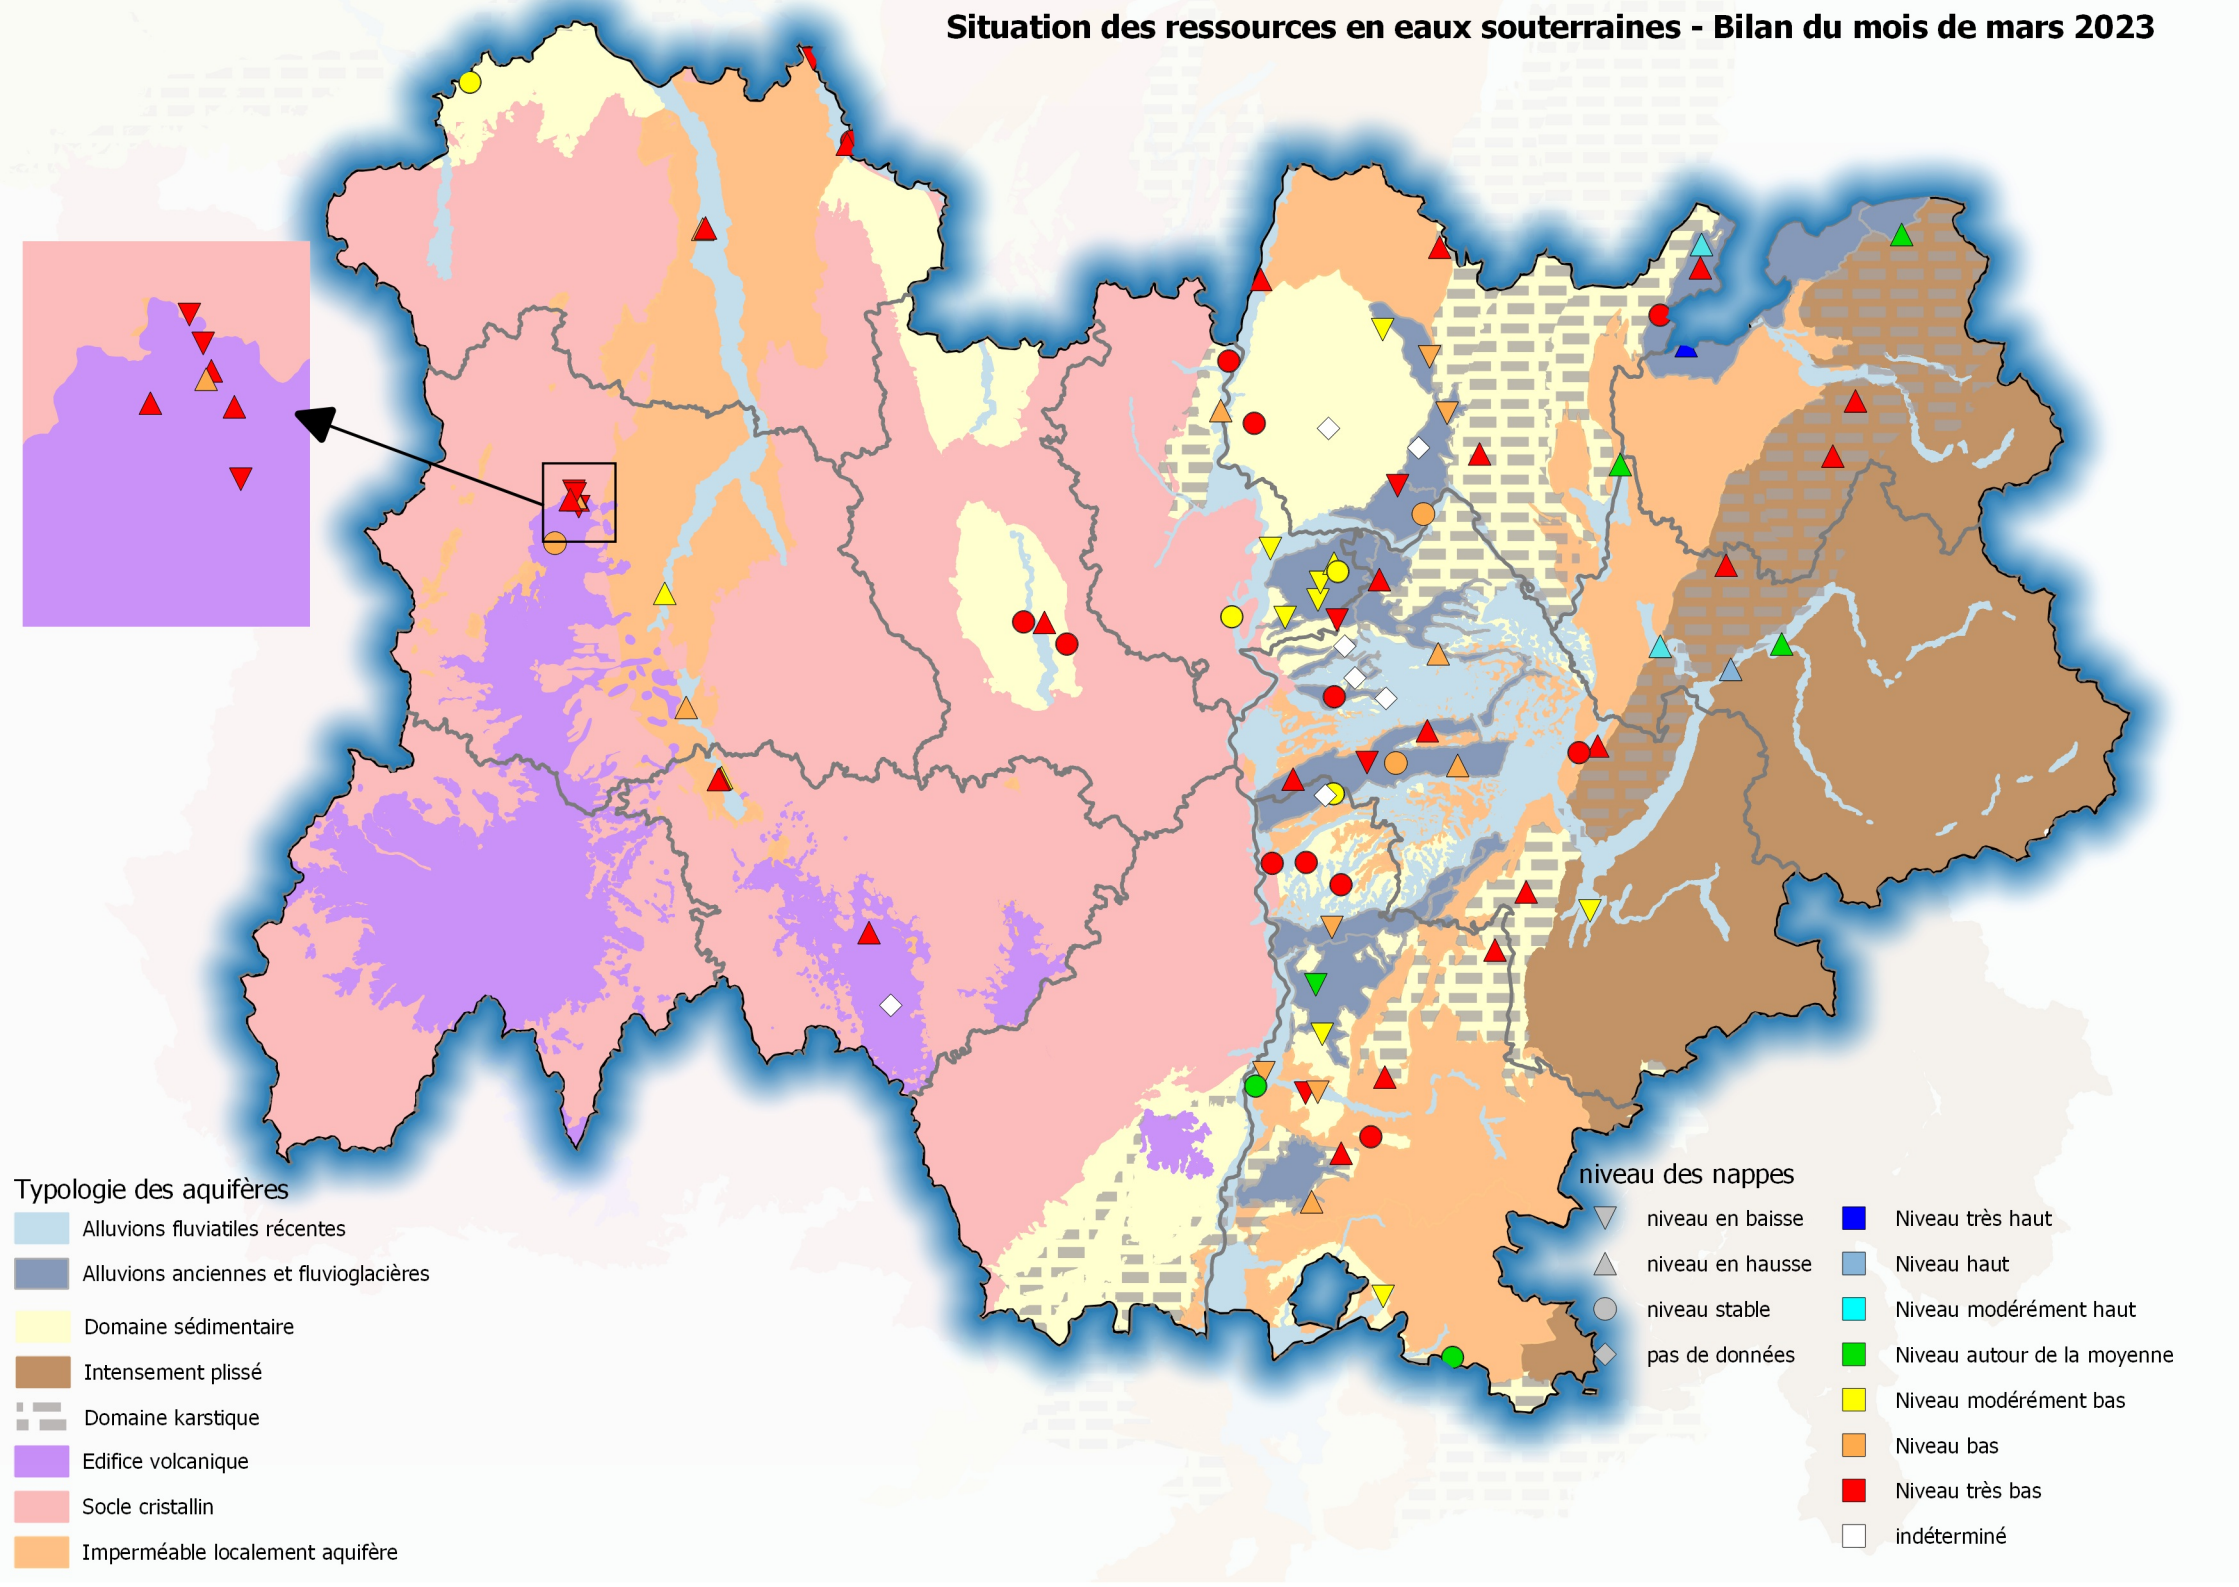 Situation des ressources en eaux souterraines - Bilan du mois de mars 2023
Typologie des aquifères
Alluvions fluviatiles récentes
Alluvions anciennes et fluvioglacières
Domaine sédimentaire
Intensement plissé
Domaine karstique
Edifice volcanique
Socle cristallin
Imperméable localement aquifère
niveau des nappes
niveau en baisse
niveau en hausse
niveau stable
pas de données
Niveau très haut
Niveau haut
Niveau modérément haut
Niveau autour de la moyenne
Niveau modérément bas
Niveau bas
Niveau très bas
indéterminé